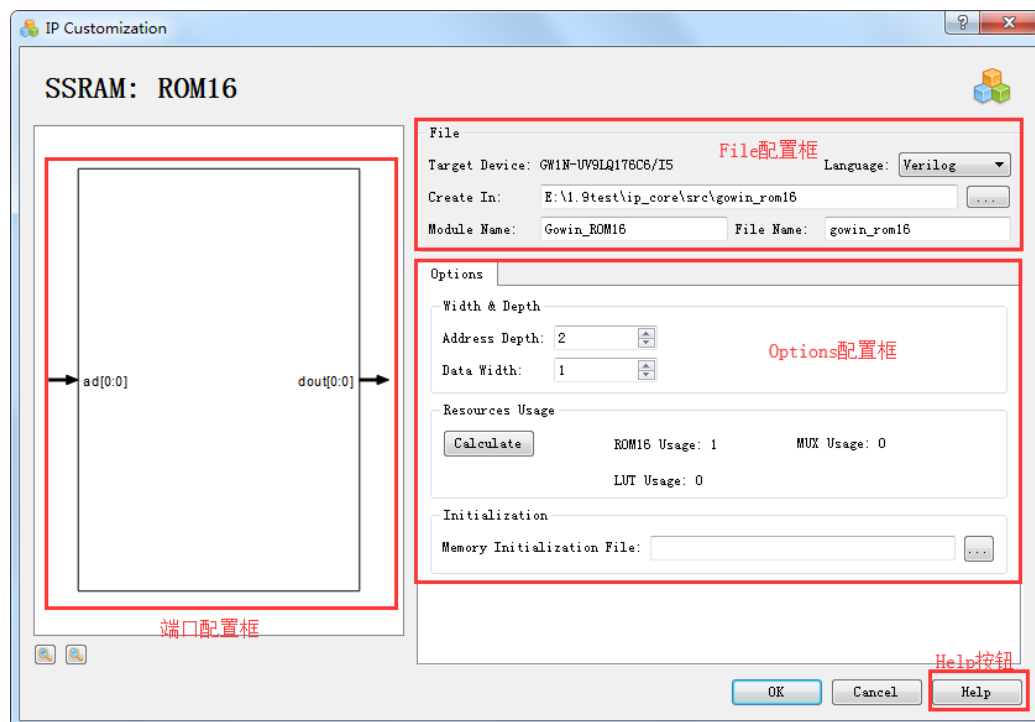 IP Customization
SSRAM: ROM16
File
File配置框
Target Device: GW1N-UV9LQ176C6/I5
Language: Verilog
Create In: E:\1.9test\ip_core\src\gowin_rom16 ...
Module Name: Gowin_ROM16 File Name: gowin_rom16
Options
Width & Depth
Address Depth: 2
Options配置框
Data Width: 1
ad[0:0] dout[0:0]
Resources Usage
Calculate ROM16 Usage: 1 MUX Usage: 0
LUT Usage: 0
Initialization
Memory Initialization File: ...
端口配置框
Help按钮
OK Cancel Help